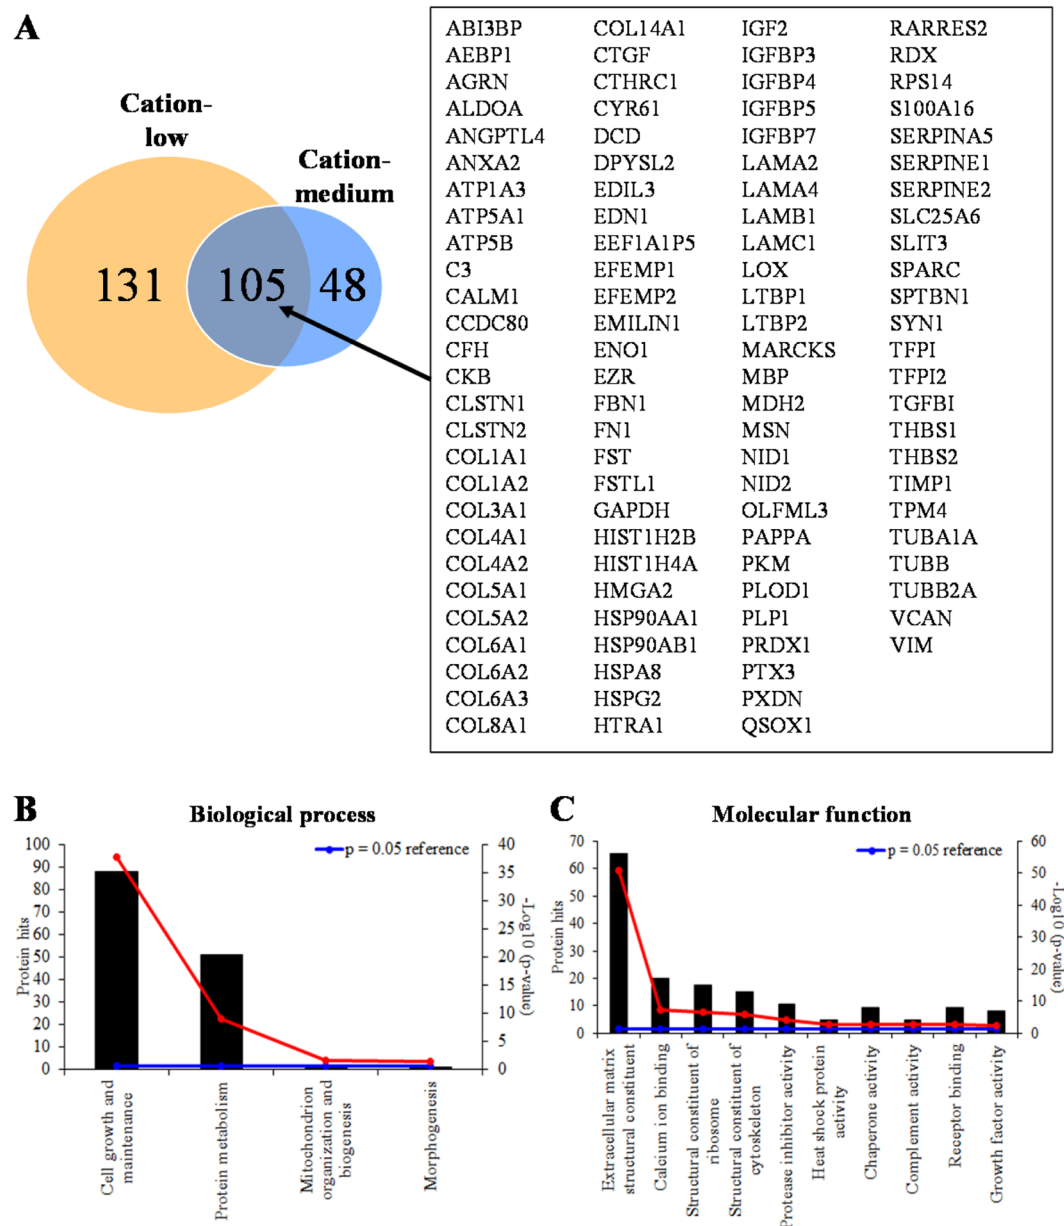 A
Cation-
low
Cation-
medium
131
105
48
ABI3BP COL14A1 IGF2 RARRES2
AEBP1 CTGF IGFBP3 RDX
AGRN CTHRC1 IGFBP4 RPS14
ALDOA CYR61 IGFBP5 S100A16
ANGPTL4 DCD IGFBP7 SERPINA5
ANXA2 DPYSL2 LAMA2 SERPINE1
ATP1A3 EDIL3 LAMA4 SERPINE2
ATP5A1 EDN1 LAMB1 SLC25A6
ATP5B EEF1A1P5 LAMC1 SLIT3
C3 EFEMP1 LOX SPARC
CALM1 EFEMP2 LTBP1 SPTBN1
CCDC80 EMILIN1 LTBP2 SYN1
CFH ENO1 MARCKS TFPI
CKB EZR MBP TFPI2
CLSTN1 FBN1 MDH2 TGFBI
CLSTN2 FN1 MSN THBS1
COL1A1 FST NID1 THBS2
COL1A2 FSTL1 NID2 TIMP1
COL3A1 GAPDH OLFML3 TPM4
COL4A1 HIST1H2B PAPPA TUBA1A
COL4A2 HIST1H4A PKM TUBB
COL5A1 HMGA2 PLOD1 TUBB2A
COL5A2 HSP90AA1 PLP1 VCAN
COL6A1 HSP90AB1 PRDX1 VIM
COL6A2 HSPA8 PTX3
COL6A3 HSPG2 PXDN
COL8A1 HTRA1 QSOX1
B
Biological process
p = 0.05 reference
Protein hits
100
90
80
70
60
50
40
30
20
10
0
40
35
30
25
20
15
10
5
0
-Log10 (p-value)
Cell growth and
maintenance
Protein metabolism
Mitochondrion
organization and
biogenesis
Morphogenesis
C
Molecular function
p = 0.05 reference
Protein hits
70
60
50
40
30
20
10
0
60
50
40
30
20
10
0
-Log10 (p-value)
Extracellular matrix
structural constituent
Calcium ion binding
Structural constituent of
ribosome
Structural constituent of
cytoskeleton
Protease inhibitor activity
Heat shock protein
activity
Chaperone activity
Complement activity
Receptor binding
Growth factor activity